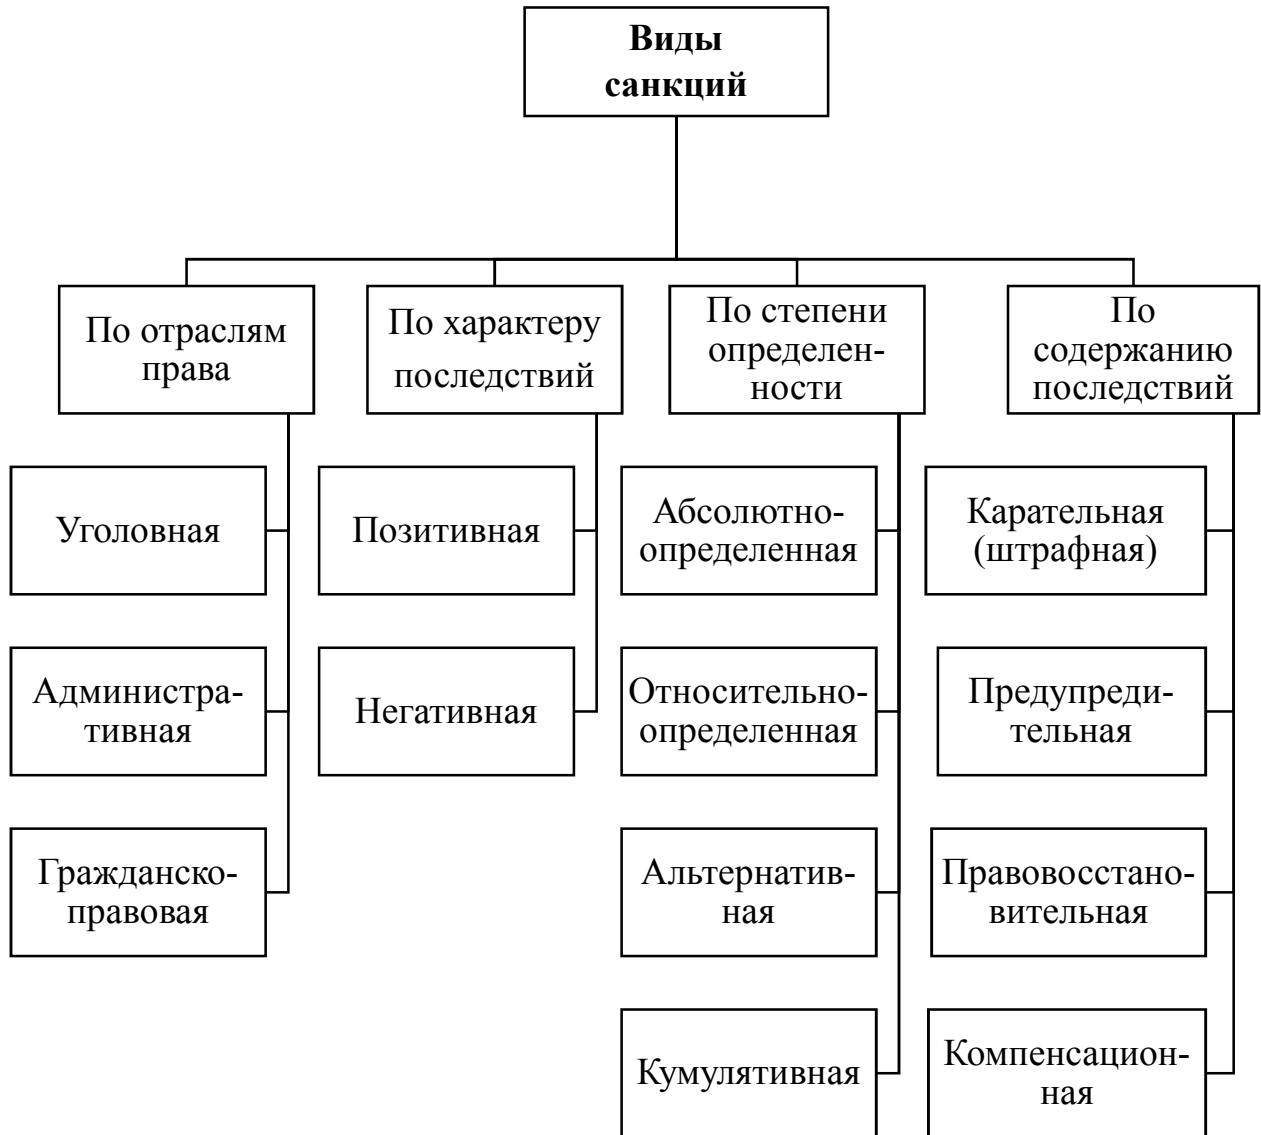 Виды
санкций
По отраслям
права
По характеру
последствий
По степени
определен-
ности
По
содержанию
последствий
Уголовная
Позитивная
Абсолютно-
определенная
Карательная
(штрафная)
Администра-
тивная
Негативная
Относительно-
определенная
Предупреди-
тельная
Гражданско-
правовая
Альтернатив-
ная
Правовосстано-
вительная
Кумулятивная
Компенсацион-
ная